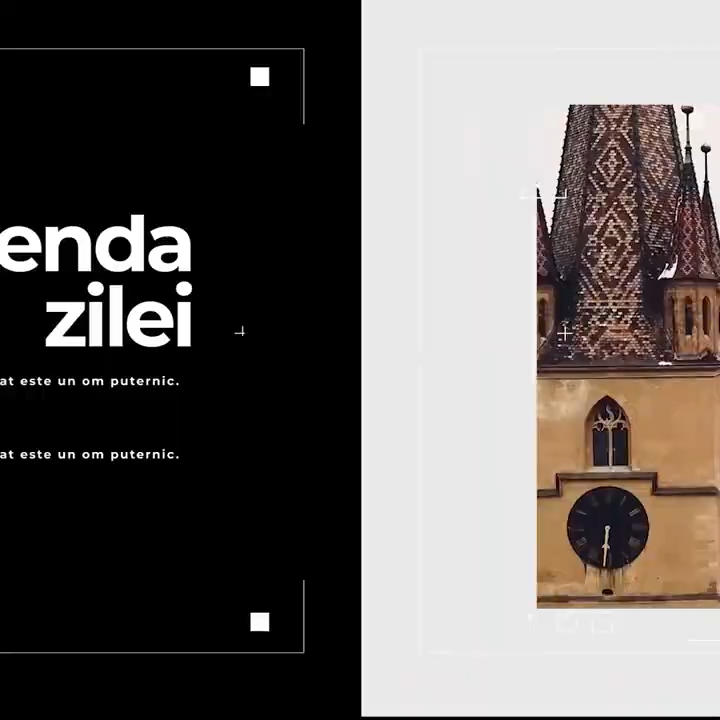 enda
zilei
at este un om puternic.
at este un om puternic.